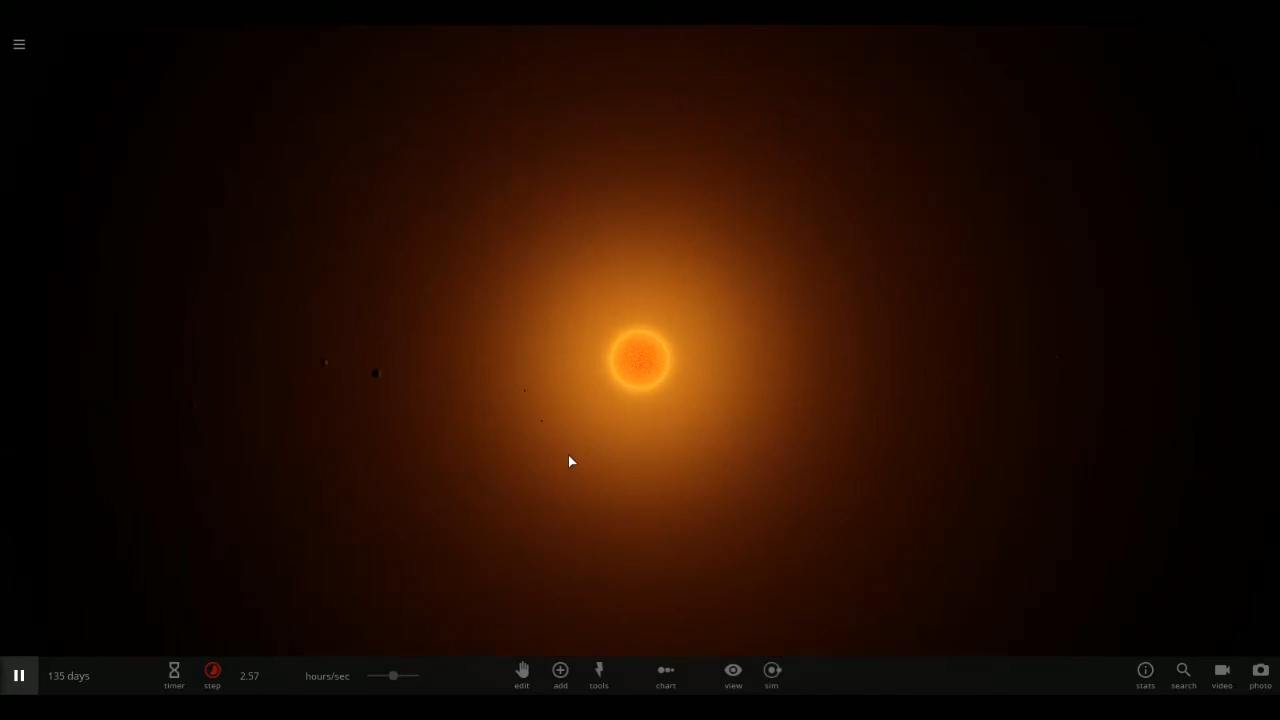 135 days
timer
step
2.57
hours/sec
edit
add
tools
chart
view
sim
stats
search
video
photo